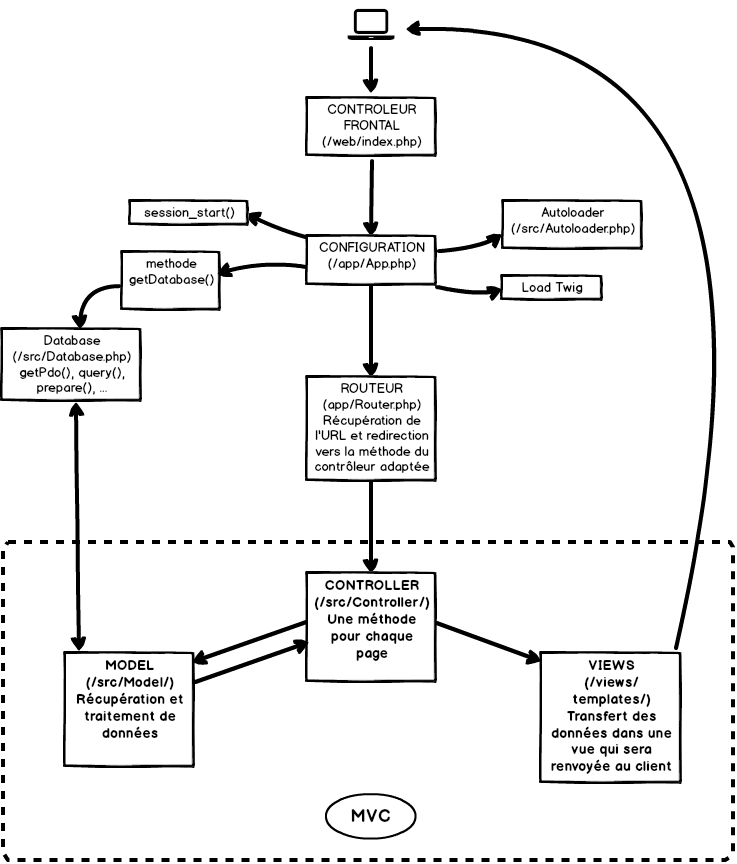 CONTROLEUR
FRONTAL
(/web/index.php)
session_start()
Autoloader
(/src/Autoloader.php)
CONFIGURATION
(/app/App.php)
methode
getDatabase()
Load Twig
Database
(/src/Database.php)
getPdo(), query(),
prepare(), ...
ROUTEUR
(app/Router.php)
Récupération de
l'URL et redirection
vers la méthode du
contrôleur adaptée
CONTROLLER
(/src/Controller/)
Une méthode
pour chaque
page
MODEL
(/src/Model/)
Récupération et
traitement de
données
VIEWS
(/views/
templates/)
Transfert des
données dans une
vue qui sera
renvoyée au client
MVC